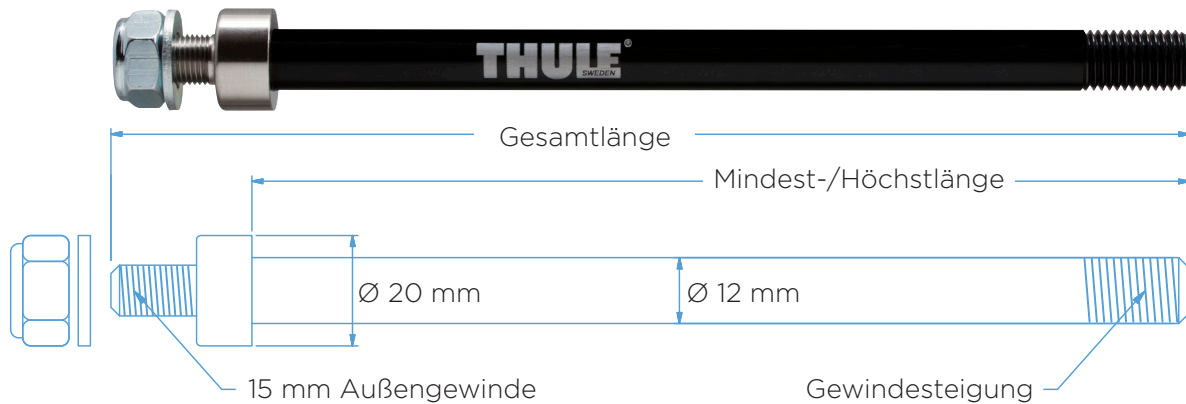 THULE®
SWEDEN
Gesamtlänge
Mindest-/Höchstlänge
Ø 20 mm
Ø 12 mm
15 mm Außengewinde
Gewindesteigung